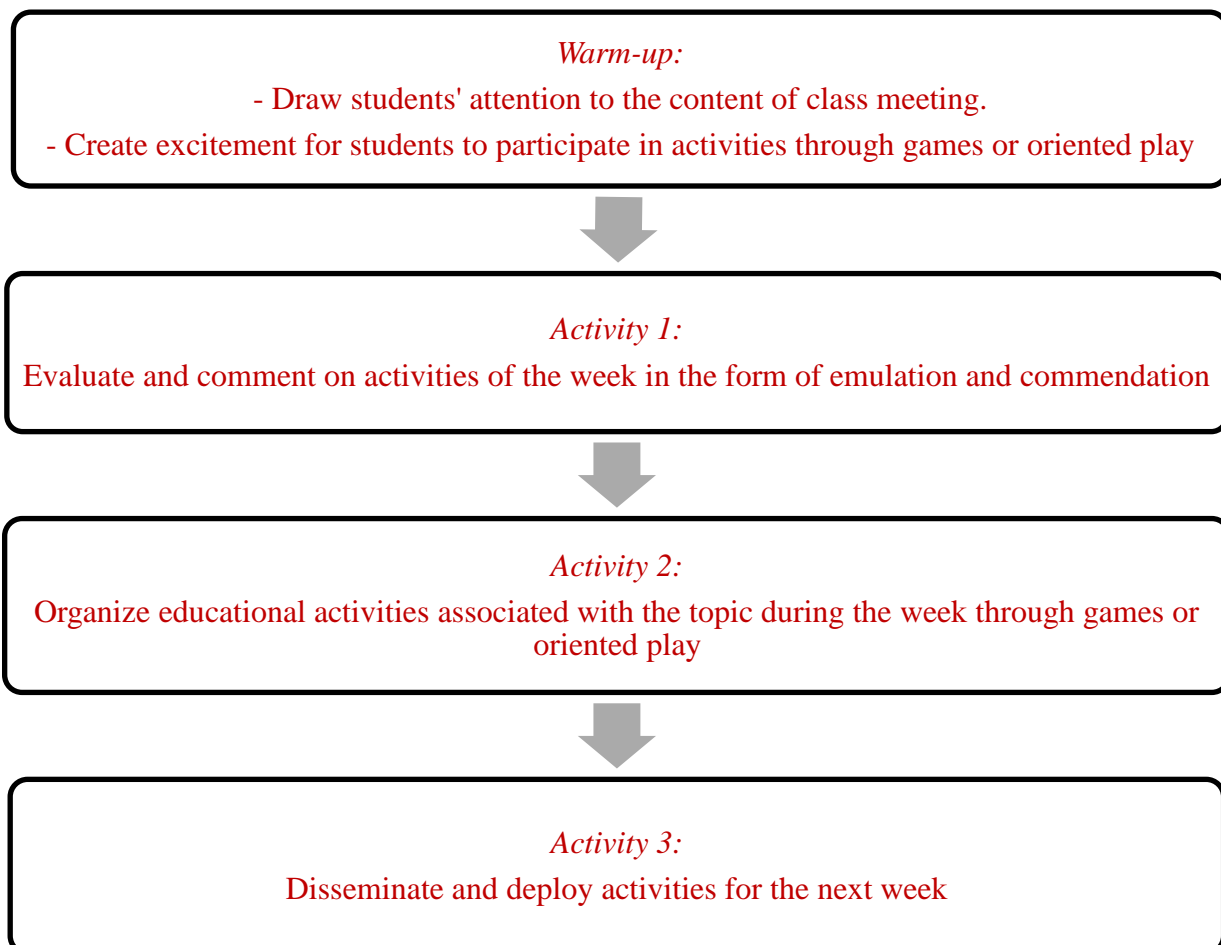 Warm-up:
- Draw students' attention to the content of class meeting.
- Create excitement for students to participate in activities through games or oriented play
Activity 1:
Evaluate and comment on activities of the week in the form of emulation and commendation
Activity 2:
Organize educational activities associated with the topic during the week through games or
oriented play
Activity 3:
Disseminate and deploy activities for the next week